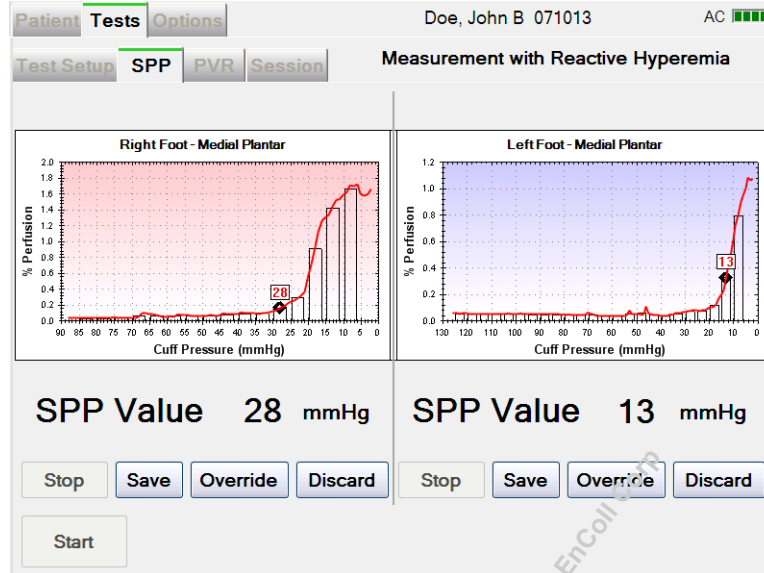 Patient Tests Options Doe, John B 071013 AC
Test Setup SPP PVR Session Measurement with Reactive Hyperemia
Right Foot - Medial Plantar
2.0
1.8
1.6
1.4
1.2
1.0
0.8
0.6
0.4
0.2
0.0
% Perfusion
28
90 85 80 75 70 65 60 55 50 45 40 35 30 25 20 15 10 5 0
Cuff Pressure (mmHg)
Left Foot - Medial Plantar
1.2
1.0
0.8
0.6
0.4
0.2
0.0
% Perfusion
13
130 120 110 100 90 80 70 60 50 40 30 20 10 0
Cuff Pressure (mmHg)
SPP Value 28 mmHg
SPP Value 13 mmHg
Stop Save Override Discard
Stop Save Override Discard
Start
EnColl Corp